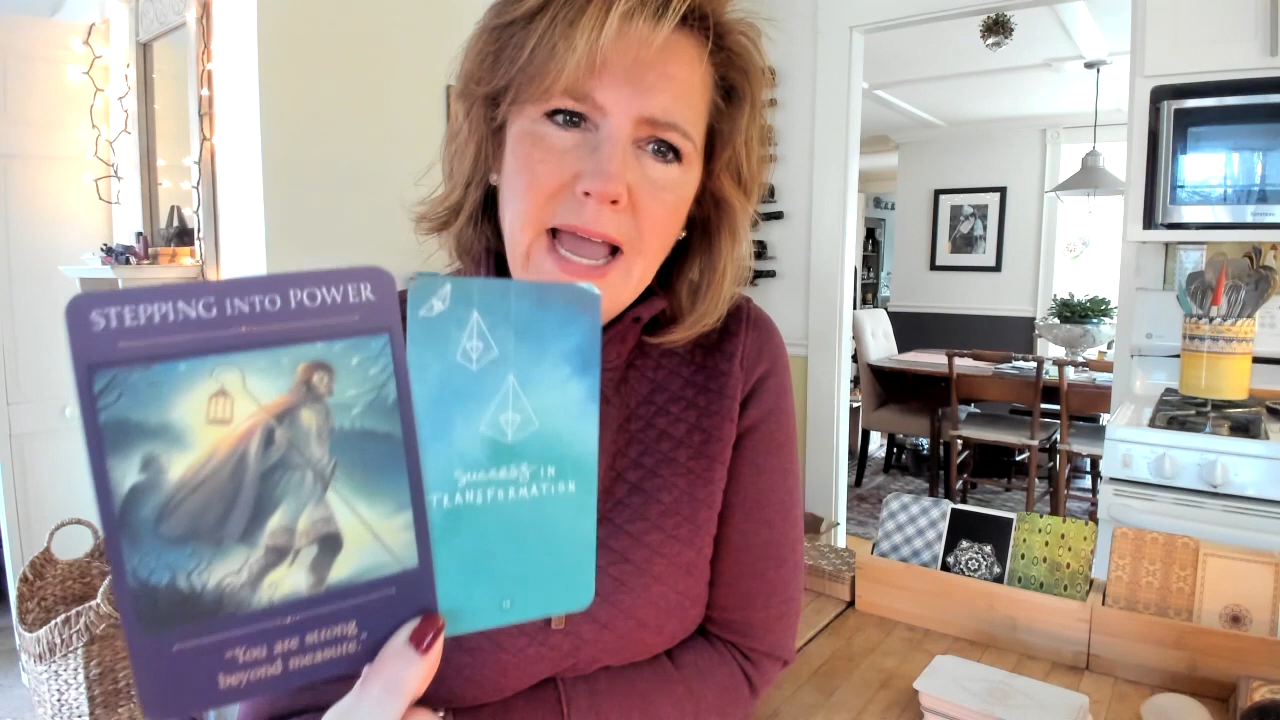 STEPPING INTO POWER
"You are strong
beyond measure."
success IN
TRANSFORMATION